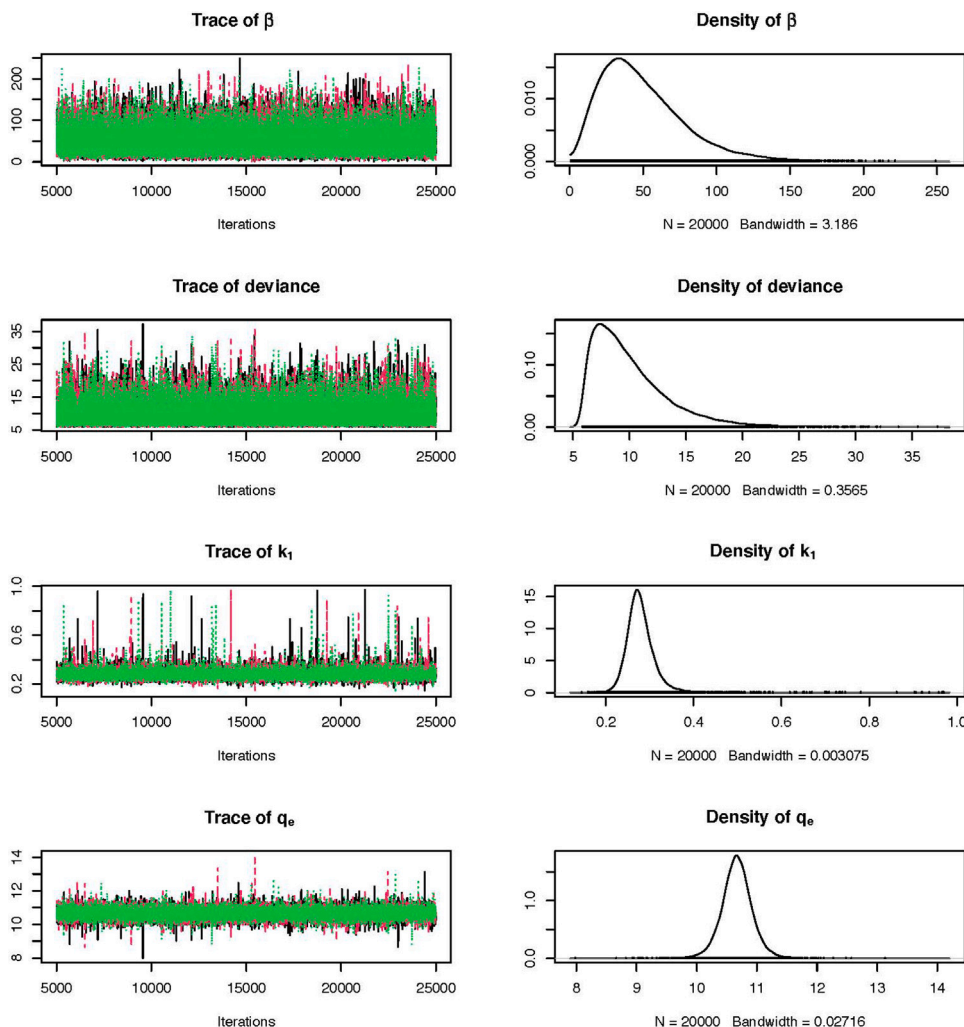 Trace of β
0 100 200
5000 10000 15000 20000 25000
Iterations
Density of β
0.000 0.010
0 50 100 150 200 250
N = 20000 Bandwidth = 3.186
Trace of deviance
5 15 25 35
5000 10000 15000 20000 25000
Iterations
Density of deviance
0.00 0.10
5 10 15 20 25 30 35
N = 20000 Bandwidth = 0.3565
Trace of k₁
0.2 0.6 1.0
5000 10000 15000 20000 25000
Iterations
Density of k₁
0 5 10 15
0.2 0.4 0.6 0.8 1.0
N = 20000 Bandwidth = 0.003075
Trace of qₑ
8 10 12 14
5000 10000 15000 20000 25000
Iterations
Density of qₑ
0.0 1.0
8 9 10 11 12 13 14
N = 20000 Bandwidth = 0.02716